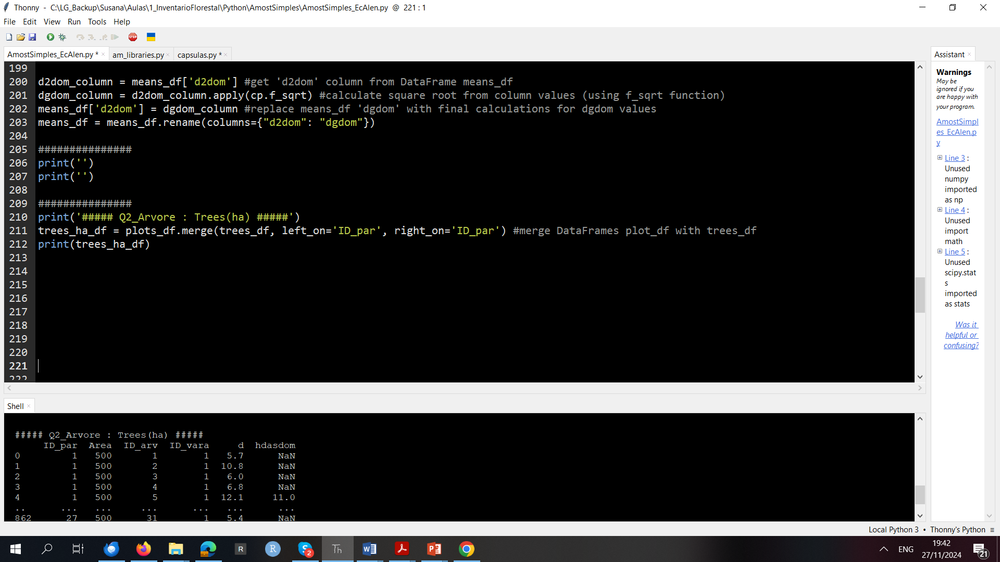 Thonny - C:\LG_Backup\Susana\Aulas\1_InventarioFlorestal\Python\AmostSimples\AmostSimples_EcAlen.py @ 221 : 1
File Edit View Run Tools Help
STOP
AmostSimples_EcAlen.py * × am_libraries.py × capsulas.py * ×
199
200 d2dom_column = means_df['d2dom'] #get 'd2dom' column from DataFrame means_df
201 dgdom_column = d2dom_column.apply(cp.f_sqrt) #calculate square root from column values (using f_sqrt function)
202 means_df['d2dom'] = dgdom_column #replace means_df 'dgdom' with final calculations for dgdom values
203 means_df = means_df.rename(columns={"d2dom": "dgdom"})
204
205 ###############
206 print('')
207 print('')
208
209 ###############
210 print('##### Q2_Arvore : Trees(ha) #####')
211 trees_ha_df = plots_df.merge(trees_df, left_on='ID_par', right_on='ID_par') #merge DataFrames plot_df with trees_df
212 print(trees_ha_df)
213
214
215
216
217
218
219
220
221
222
Shell ×
##### Q2_Arvore : Trees(ha) #####
ID_par Area ID_arv ID_vara d hdasdom
0 1 500 1 1 5.7 NaN
1 1 500 2 1 10.8 NaN
2 1 500 3 1 6.0 NaN
3 1 500 4 1 6.8 NaN
4 1 500 5 1 12.1 11.0
.. ... ... ... ... ... ...
862 27 500 31 1 5.4 NaN
Assistant ×
Warnings
May be
ignored if you
are happy with
your program.
AmostSimpl
es_EcAlen.p
y
Line 3 :
Unused
numpy
imported
as np
Line 4 :
Unused
import
math
Line 5 :
Unused
scipy.stat
s
imported
as stats
Was it
helpful or
confusing?
Local Python 3 • Thonny's Python ≡
R R S 2 Th W P
ENG
19:42
27/11/2024
21